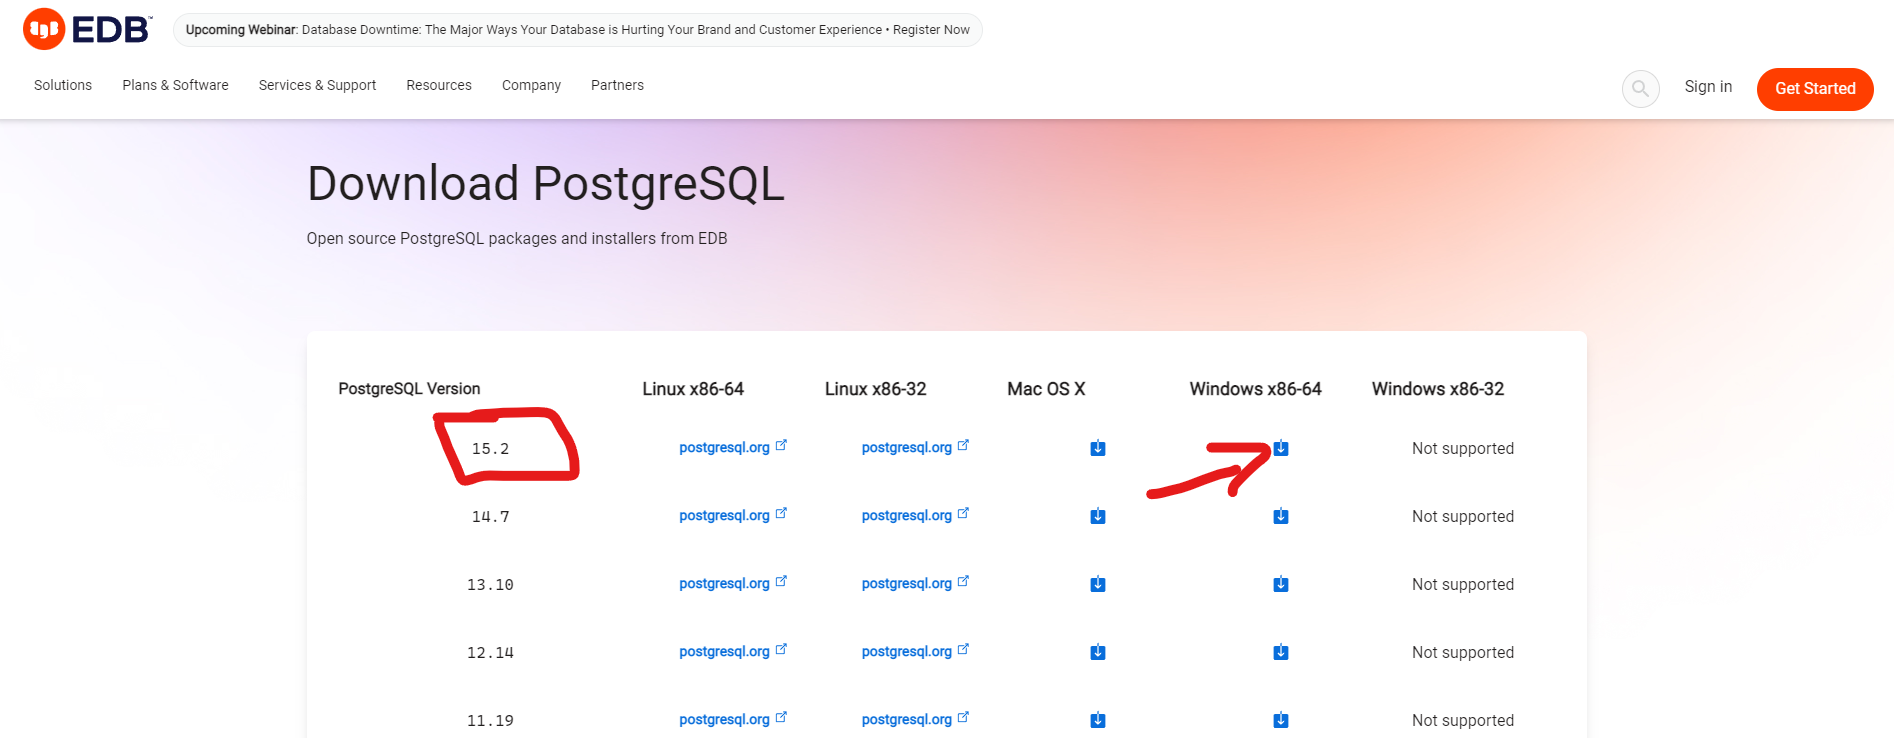 EDB™
Upcoming Webinar: Database Downtime: The Major Ways Your Database is Hurting Your Brand and Customer Experience • Register Now
Solutions Plans & Software Services & Support Resources Company Partners Sign in Get Started
Download PostgreSQL
Open source PostgreSQL packages and installers from EDB
PostgreSQL Version Linux x86-64 Linux x86-32 Mac OS X Windows x86-64 Windows x86-32
15.2 postgresql.org postgresql.org Not supported
14.7 postgresql.org postgresql.org Not supported
13.10 postgresql.org postgresql.org Not supported
12.14 postgresql.org postgresql.org Not supported
11.19 postgresql.org postgresql.org Not supported